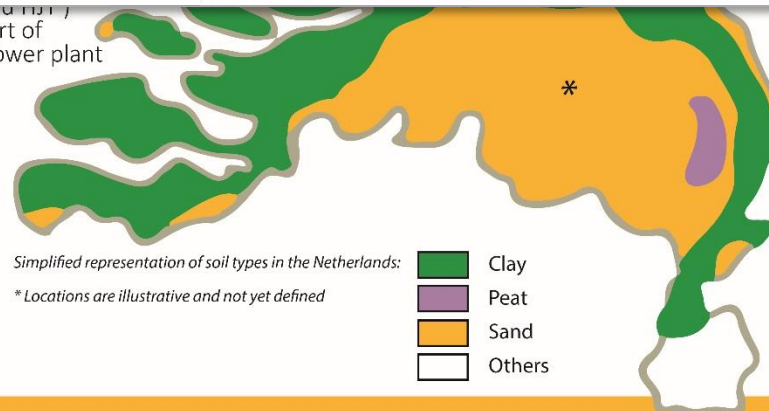 rt of
ower plant
*
Simplified representation of soil types in the Netherlands:
* Locations are illustrative and not yet defined
Clay
Peat
Sand
Others